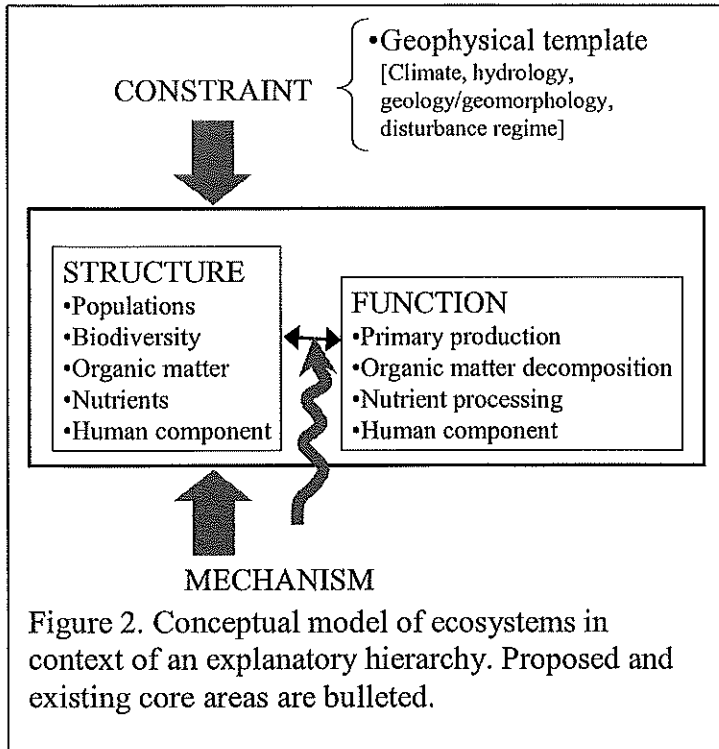 •Geophysical template
[Climate, hydrology,
geology/geomorphology,
disturbance regime]
CONSTRAINT
STRUCTURE
•Populations
•Biodiversity
•Organic matter
•Nutrients
•Human component
FUNCTION
•Primary production
•Organic matter decomposition
•Nutrient processing
•Human component
MECHANISM
Figure 2. Conceptual model of ecosystems in
context of an explanatory hierarchy. Proposed and
existing core areas are bulleted.